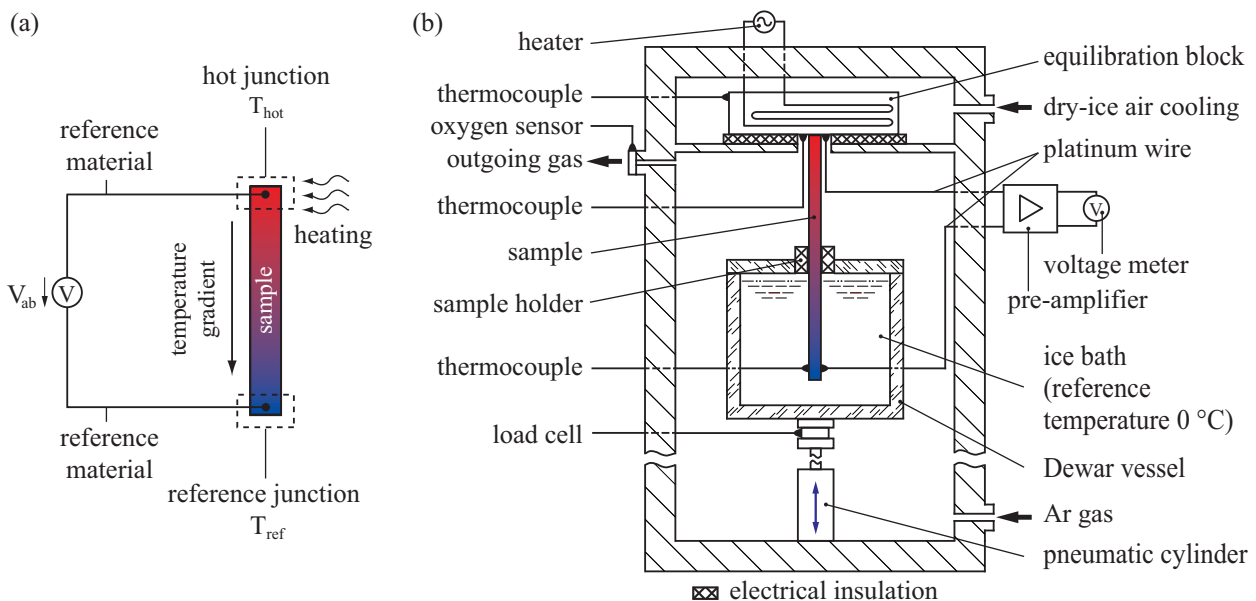 (a)
hot junction
T_hot
reference
material
heating
V_ab
V
temperature
gradient
sample
reference
material
reference junction
T_ref
(b)
heater
thermocouple
oxygen sensor
outgoing gas
thermocouple
sample
sample holder
thermocouple
load cell
equilibration block
dry-ice air cooling
platinum wire
V
voltage meter
pre-amplifier
ice bath
(reference
temperature 0 °C)
Dewar vessel
Ar gas
pneumatic cylinder
electrical insulation